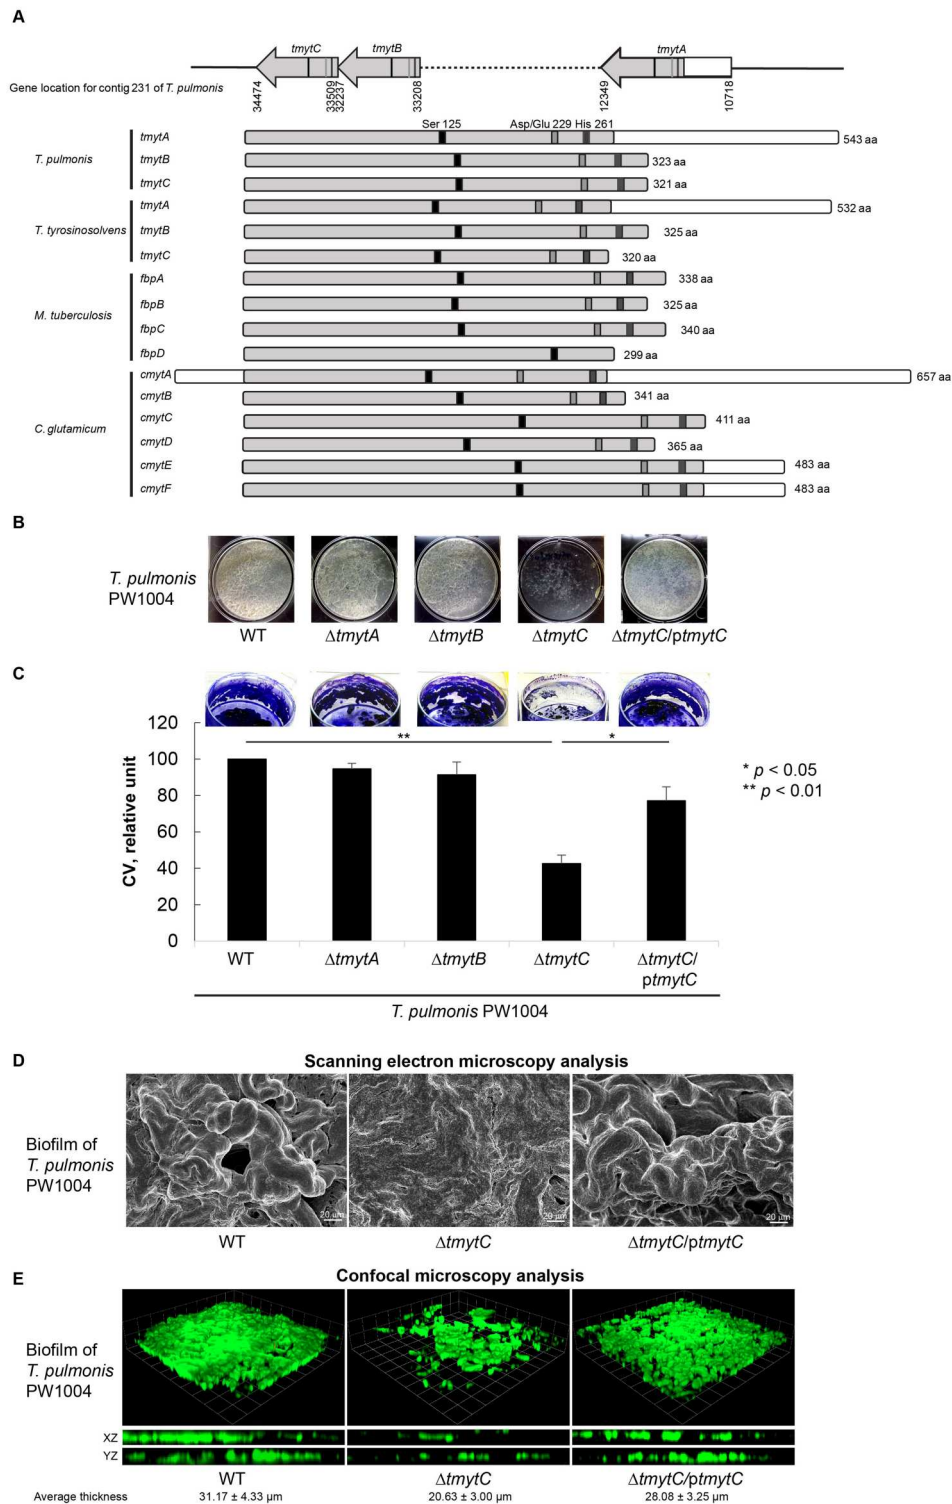 A
tmytC tmytB tmytA
Gene location for contig 231 of T. pulmonis
34474 33509 32237 33208 12349 10718
Ser 125 Asp/Glu 229 His 261
T. pulmonis
tmytA 543 aa
tmytB 323 aa
tmytC 321 aa
T. tyrosinosolvens
tmytA 532 aa
tmytB 325 aa
tmytC 320 aa
M. tuberculosis
fbpA 338 aa
fbpB 325 aa
fbpC 340 aa
fbpD 299 aa
C. glutamicum
cmytA 657 aa
cmytB 341 aa
cmytC 411 aa
cmytD 365 aa
cmytE 483 aa
cmytF 483 aa
B
T. pulmonis
PW1004
WT ΔtmytA ΔtmytB ΔtmytC ΔtmytC/ptmytC
C
CV, relative unit
120
100
80
60
40
20
0
** *
* p < 0.05
** p < 0.01
WT ΔtmytA ΔtmytB ΔtmytC ΔtmytC/
ptmytC
T. pulmonis PW1004
D
Scanning electron microscopy analysis
Biofilm of
T. pulmonis
PW1004
20 μm 20 μm 20 μm
WT ΔtmytC ΔtmytC/ptmytC
E
Confocal microscopy analysis
Biofilm of
T. pulmonis
PW1004
XZ
YZ
WT ΔtmytC ΔtmytC/ptmytC
Average thickness 31.17 ± 4.33 µm 20.63 ± 3.00 µm 28.08 ± 3.25 µm